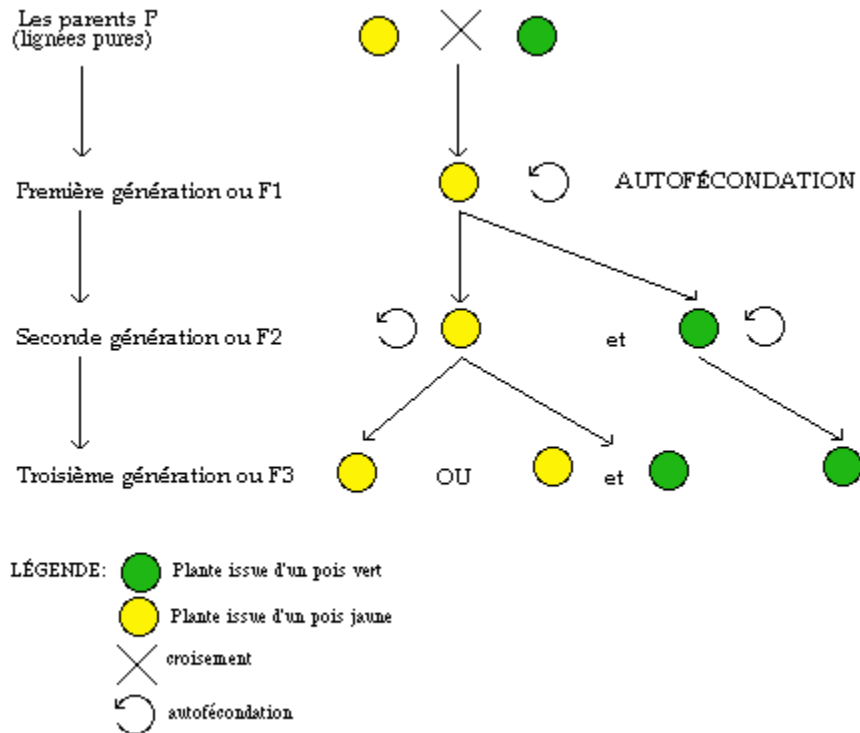 Les parents P
(lignées pures)
Première génération ou F1
AUTOFÉCONDATION
Seconde génération ou F2
et
Troisième génération ou F3
OU
et
LÉGENDE:
Plante issue d'un pois vert
Plante issue d'un pois jaune
croisement
autofécondation